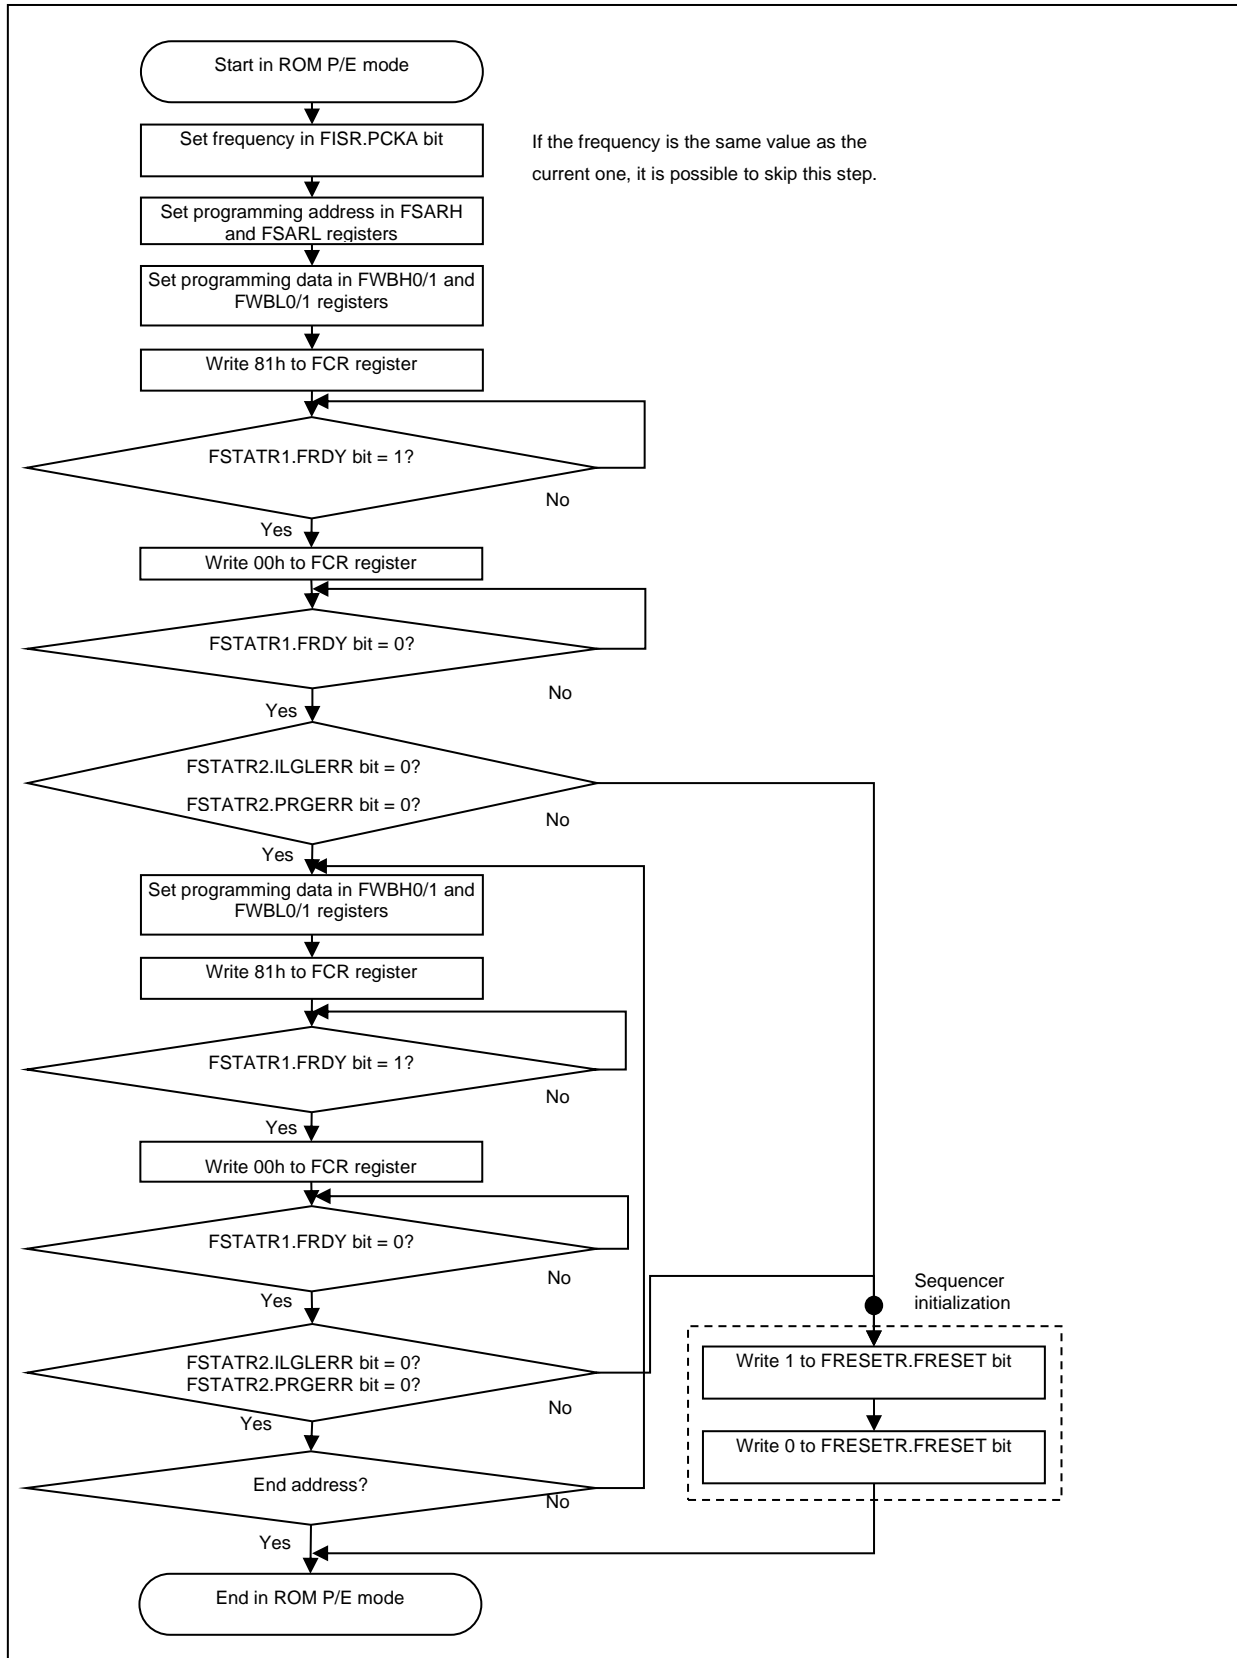 Start in ROM P/E mode
Set frequency in FISR.PCKA bit
If the frequency is the same value as the
current one, it is possible to skip this step.
Set programming address in FSARH
and FSARL registers
Set programming data in FWBH0/1 and
FWBL0/1 registers
Write 81h to FCR register
FSTATR1.FRDY bit = 1?
No
Yes
Write 00h to FCR register
FSTATR1.FRDY bit = 0?
No
Yes
FSTATR2.ILGLERR bit = 0?
FSTATR2.PRGERR bit = 0?
No
Yes
Set programming data in FWBH0/1 and
FWBL0/1 registers
Write 81h to FCR register
FSTATR1.FRDY bit = 1?
No
Yes
Write 00h to FCR register
FSTATR1.FRDY bit = 0?
No
Yes
Sequencer
initialization
FSTATR2.ILGLERR bit = 0?
FSTATR2.PRGERR bit = 0?
No
Yes
Write 1 to FRESETR.FRESET bit
Write 0 to FRESETR.FRESET bit
End address?
No
Yes
End in ROM P/E mode